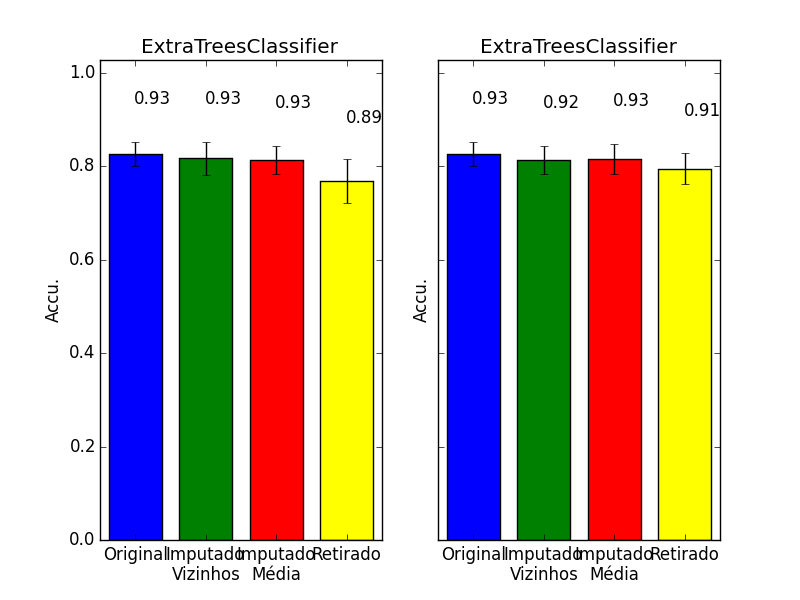 ExtraTreesClassifier
Accu.
1.0
0.8
0.6
0.4
0.2
0.0
0.93
0.93
0.93
0.89
Original
Imputado
Vizinhos
Imputado
Média
Retirado
ExtraTreesClassifier
Accu.
0.93
0.92
0.93
0.91
Original
Imputado
Vizinhos
Imputado
Média
Retirado